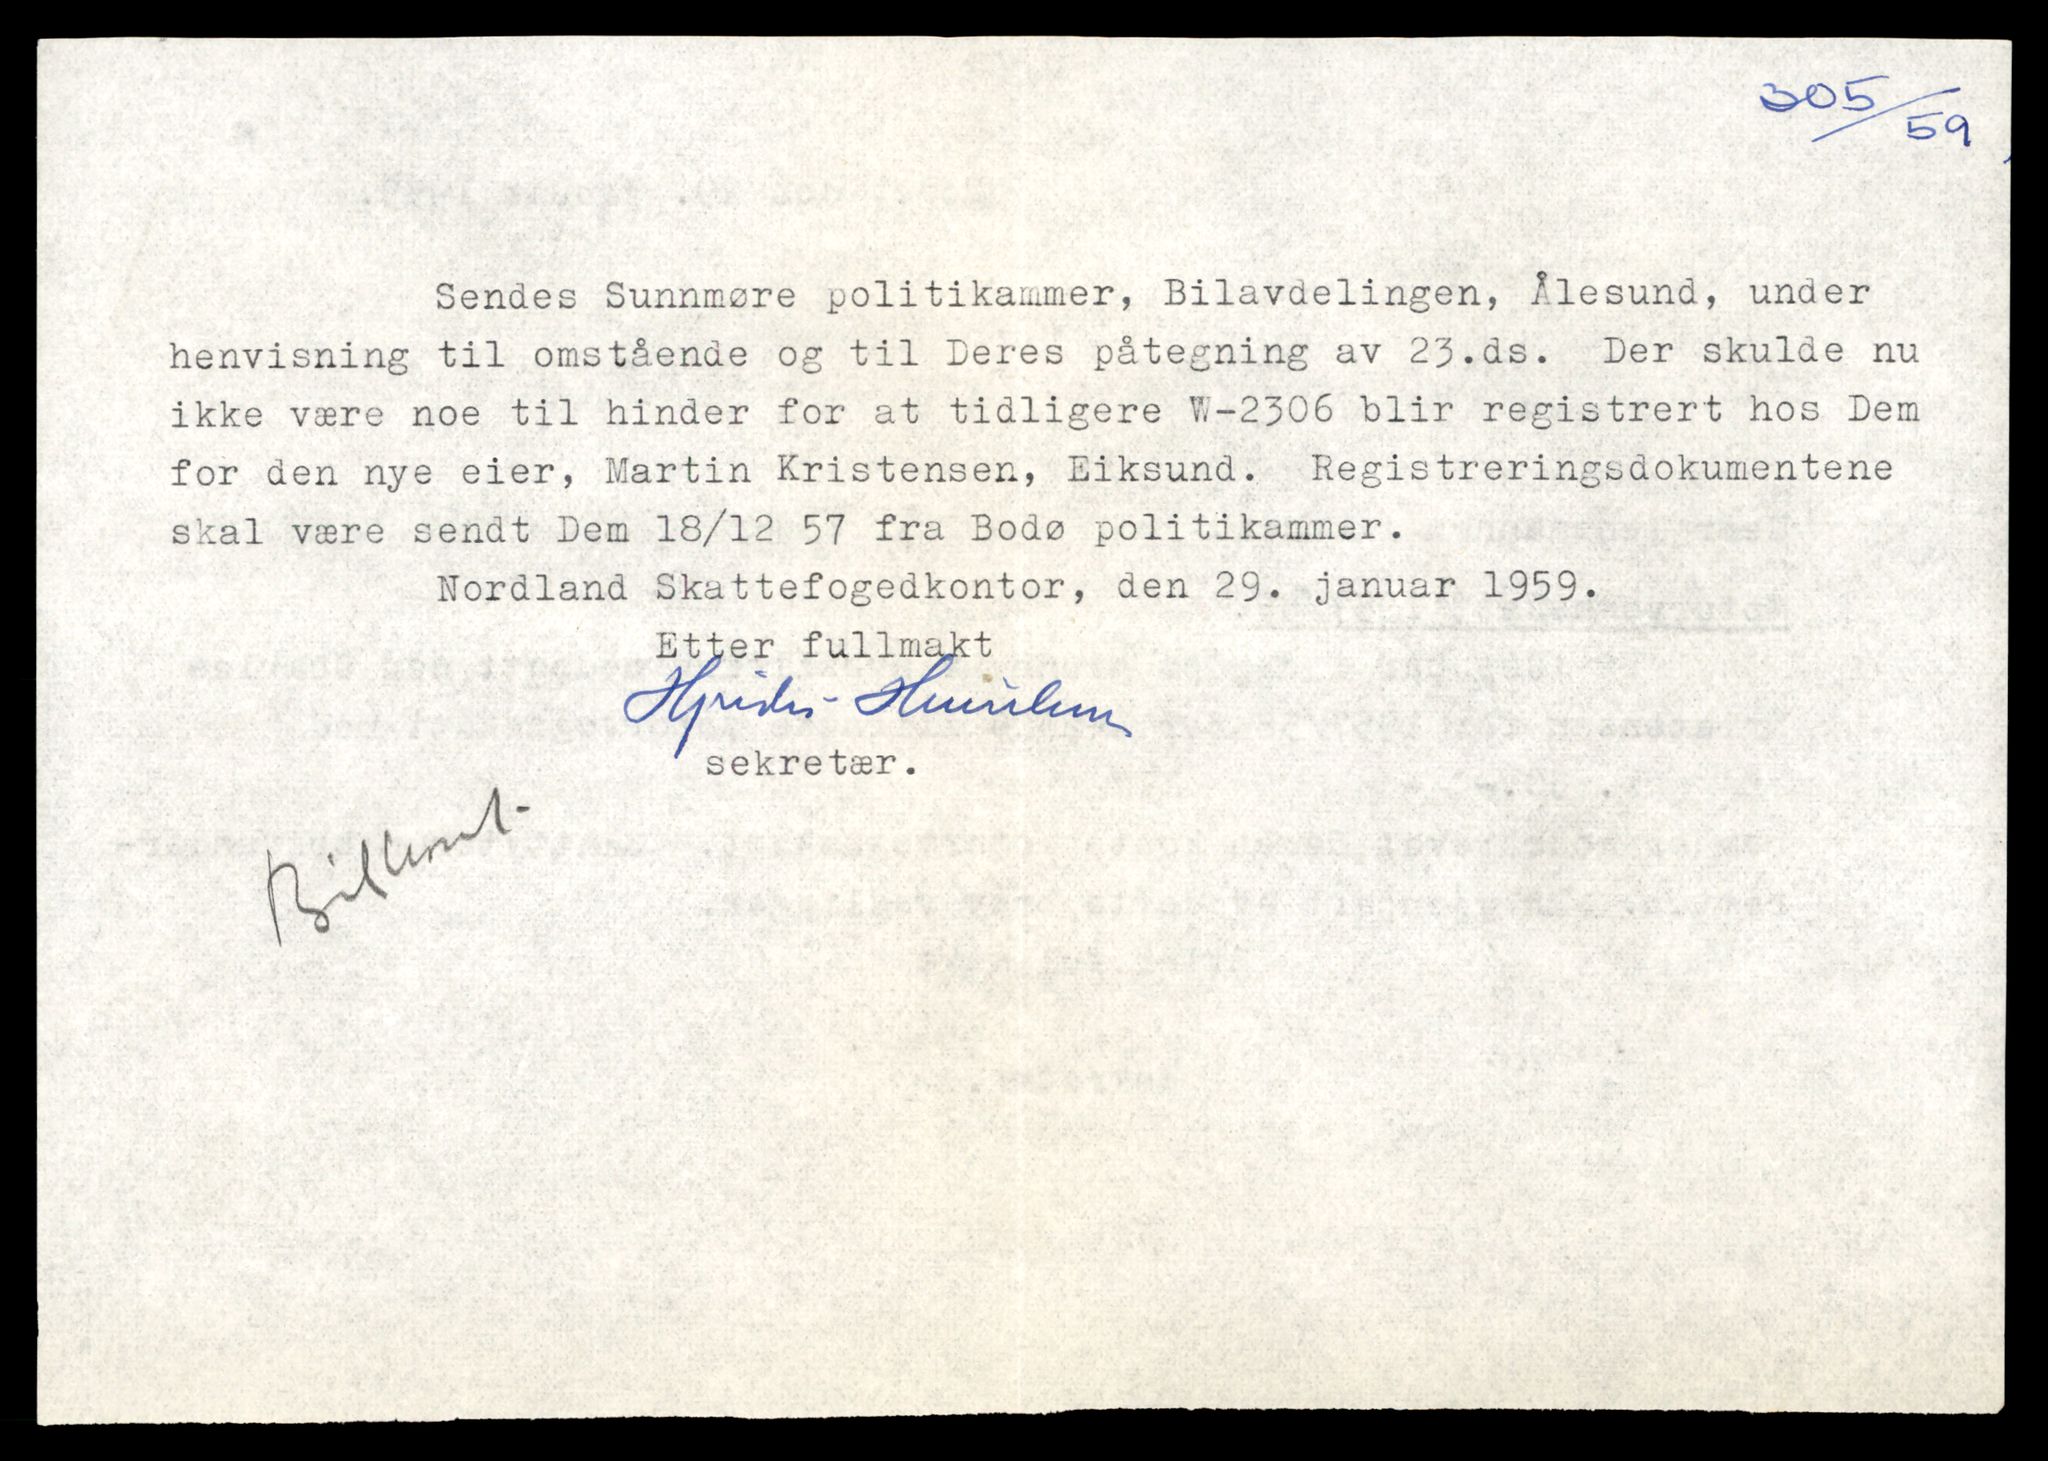 305/59
Sendes Sunnmøre politikammer, Bilavdelingen, Ålesund, under
henvisning til omstående og til Deres påtegning av 23.ds. Der skulde nu
ikke være noe til hinder for at tidligere W-2306 blir registrert hos Dem
for den nye eier, Martin Kristensen, Eiksund. Registreringsdokumentene
skal være sendt Dem 18/12 57 fra Bodø politikammer.
Nordland Skattefogedkontor, den 29. januar 1959.
Etter fullmakt
sekretær.